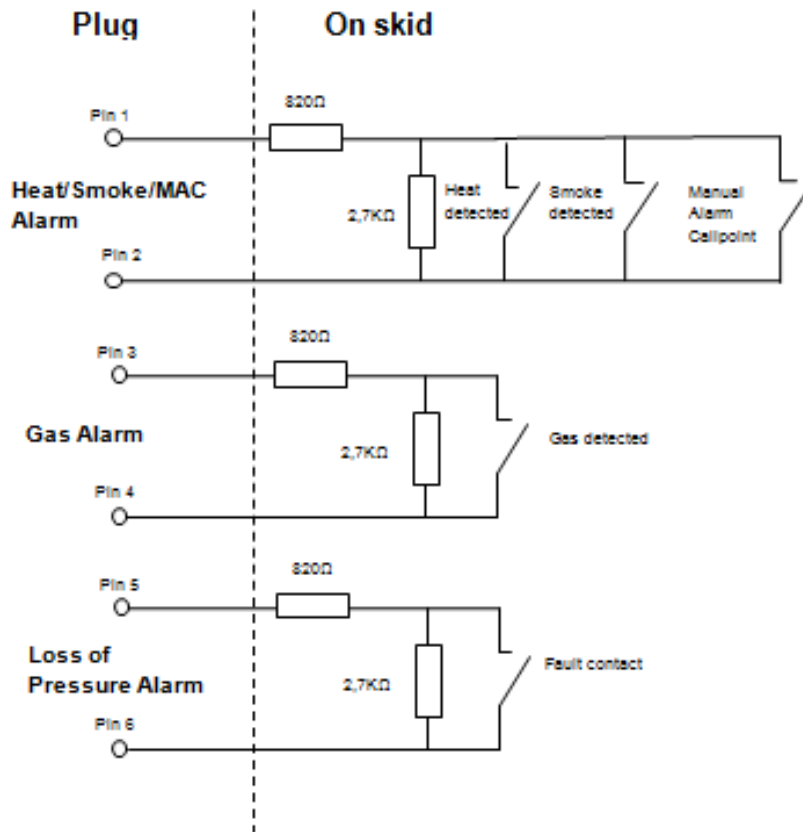 Plug
On skid
Pin 1
820Ω
Heat/Smoke/MAC
Alarm
2,7KΩ
Heat
detected
Smoke
detected
Manual
Alarm
Callpoint
Pin 2
Pin 3
820Ω
Gas Alarm
2,7KΩ
Gas detected
Pin 4
Pin 5
820Ω
Loss of
Pressure Alarm
2,7KΩ
Fault contact
Pin 6